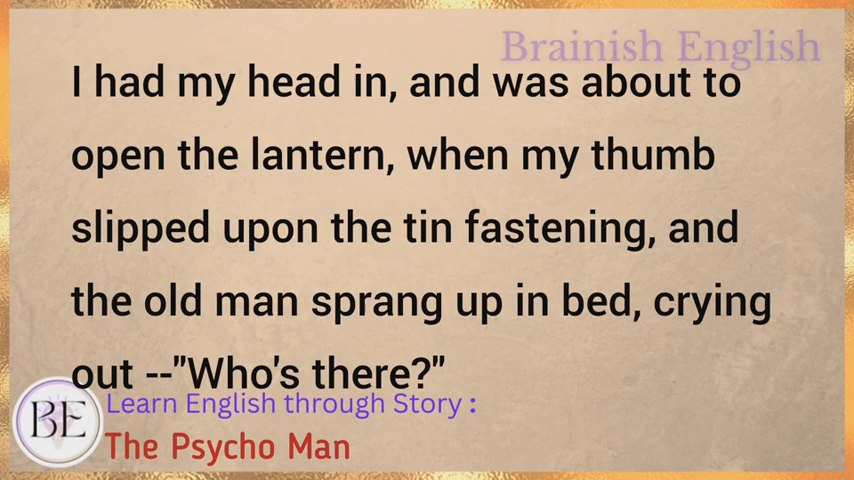 Brainish English
I had my head in, and was about to
open the lantern, when my thumb
slipped upon the tin fastening, and
the old man sprang up in bed, crying
out --"Who's there?"
BE
Learn English through Story :
The Psycho Man